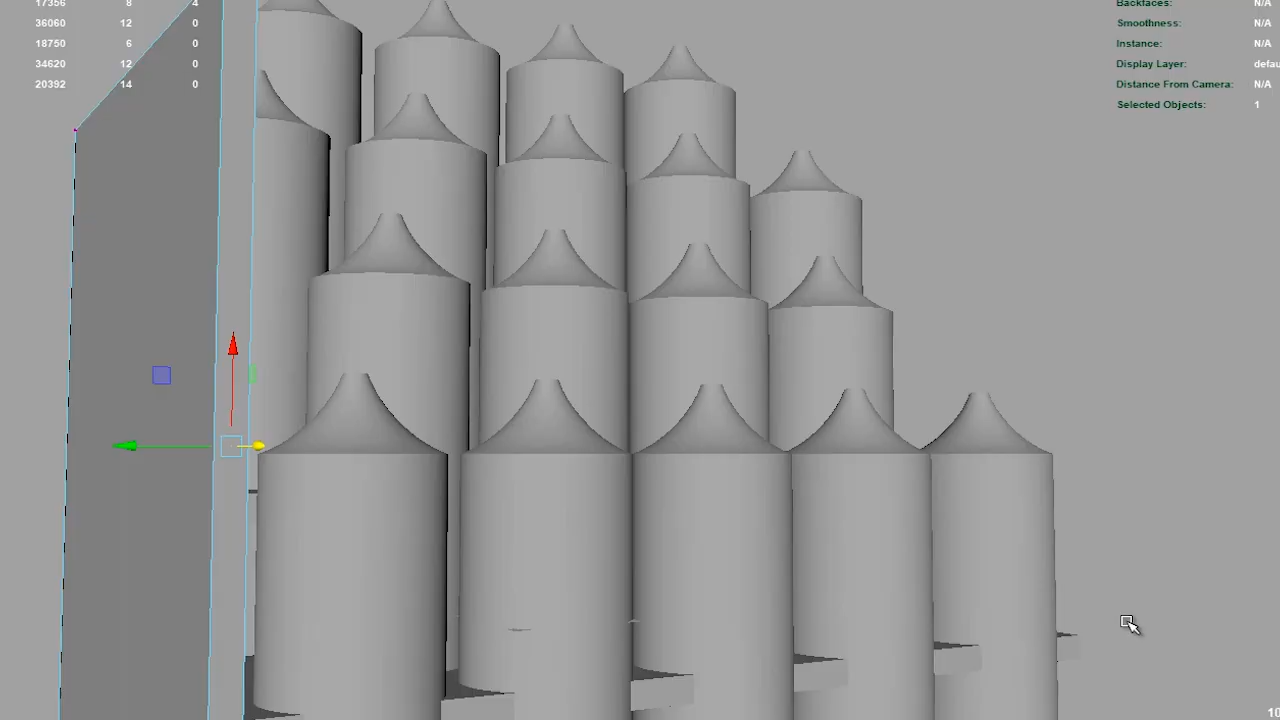 17356 8 4
36060 12 0
18750 6 0
34620 12 0
20392 14 0
Backfaces: N/A
Smoothness: N/A
Instance: N/A
Display Layer: defau
Distance From Camera: N/A
Selected Objects: 1
10